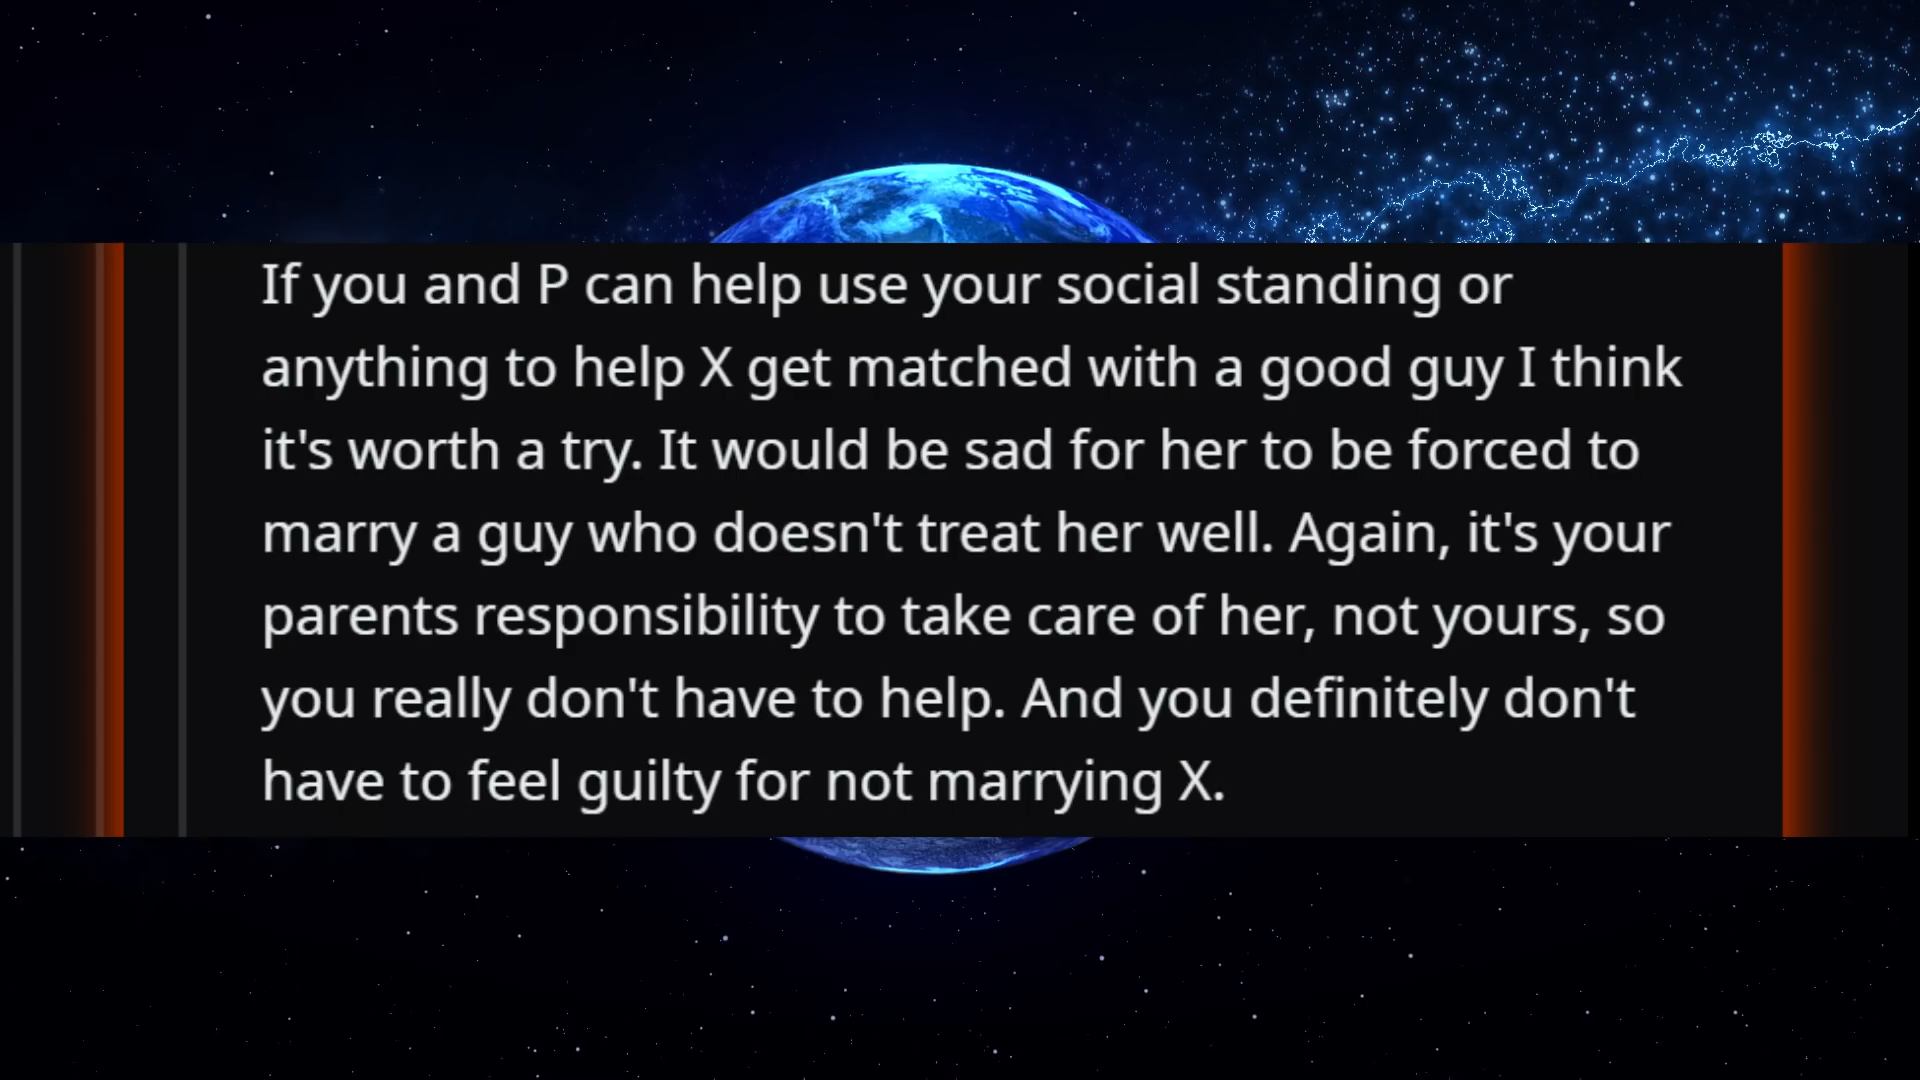 If you and P can help use your social standing or
anything to help X get matched with a good guy I think
it's worth a try. It would be sad for her to be forced to
marry a guy who doesn't treat her well. Again, it's your
parents responsibility to take care of her, not yours, so
you really don't have to help. And you definitely don't
have to feel guilty for not marrying X.